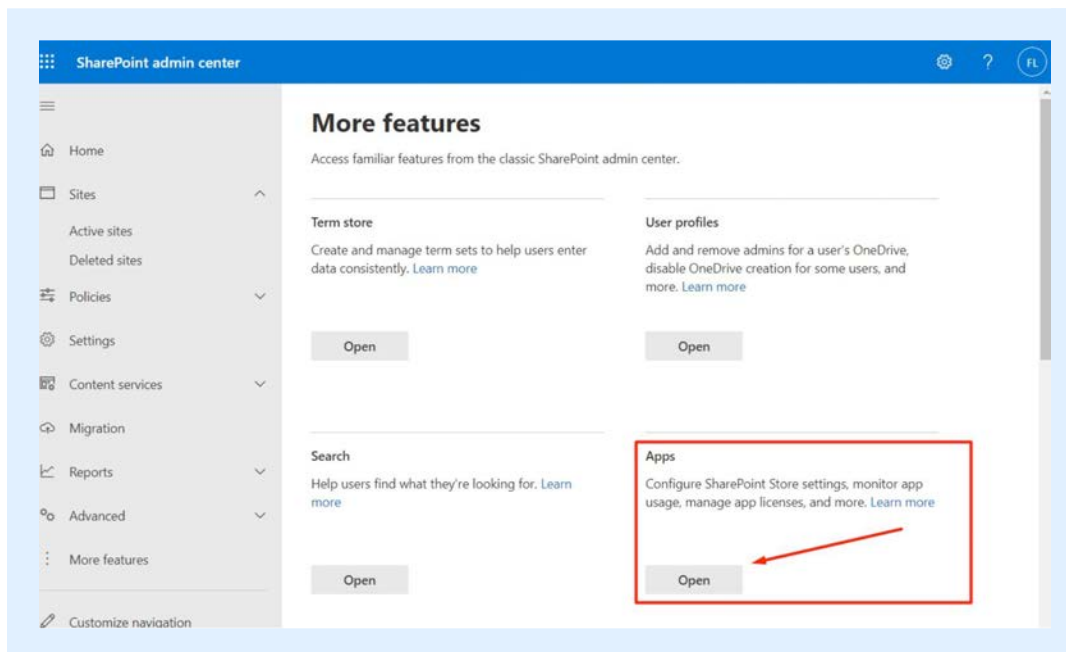 SharePoint admin center
?
FL
Home
Sites
Active sites
Deleted sites
Policies
Settings
Content services
Migration
Reports
Advanced
More features
Customize navigation
More features
Access familiar features from the classic SharePoint admin center.
Term store
Create and manage term sets to help users enter
data consistently. Learn more
Open
User profiles
Add and remove admins for a user's OneDrive,
disable OneDrive creation for some users, and
more. Learn more
Open
Search
Help users find what they're looking for. Learn
more
Open
Apps
Configure SharePoint Store settings, monitor app
usage, manage app licenses, and more. Learn more
Open